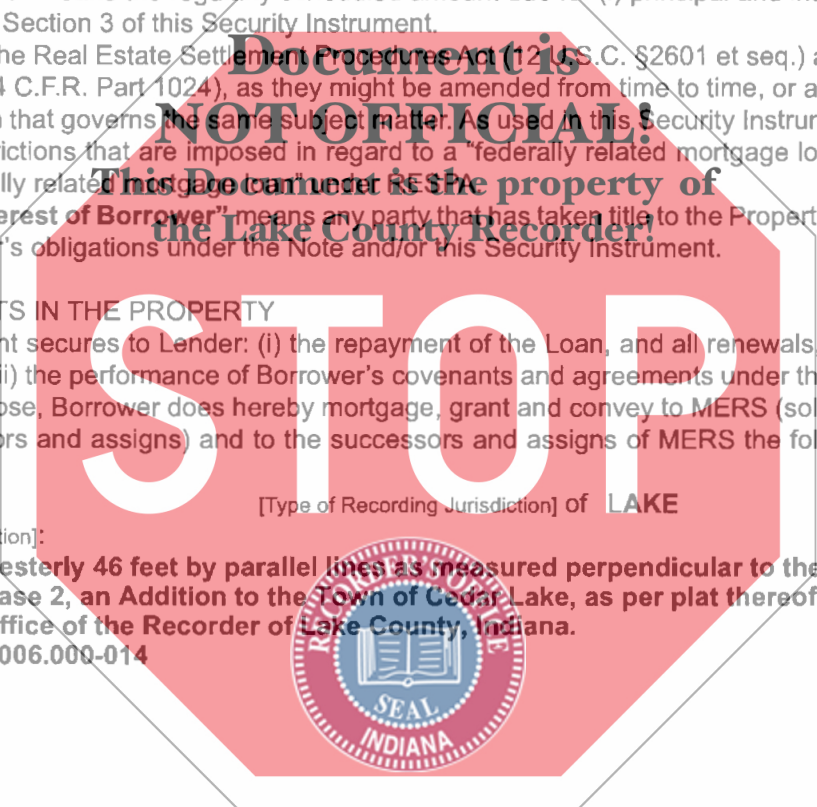 Section 3 of this Security Instrument.
he Real Estate Settlement Procedures Act (12 U.S.C. §2601 et seq.) a
C.F.R. Part 1024), as they might be amended from time to time, or a
that governs the same subject matter. As used in this Security Instrur
ictions that are imposed in regard to a "federally related mortgage lo
lly related mortgage loan" under RESPA.
erest of Borrower" means any party that has taken title to the Propert
r's obligations under the Note and/or this Security Instrument.
Document is
NOT OFFICIAL!
This Document is the property of
the Lake County Recorder!
TS IN THE PROPERTY
nt secures to Lender: (i) the repayment of the Loan, and all renewals,
ii) the performance of Borrower's covenants and agreements under th
ose, Borrower does hereby mortgage, grant and convey to MERS (sol
ors and assigns) and to the successors and assigns of MERS the fol
STOP
[Type of Recording Jurisdiction] of LAKE
tion]:
esterly 46 feet by parallel lines as measured perpendicular to the
ase 2, an Addition to the Town of Cedar Lake, as per plat thereof
ffice of the Recorder of Lake County, Indiana.
006.000-014
RECORDER'S OFFICE
SEAL
INDIANA